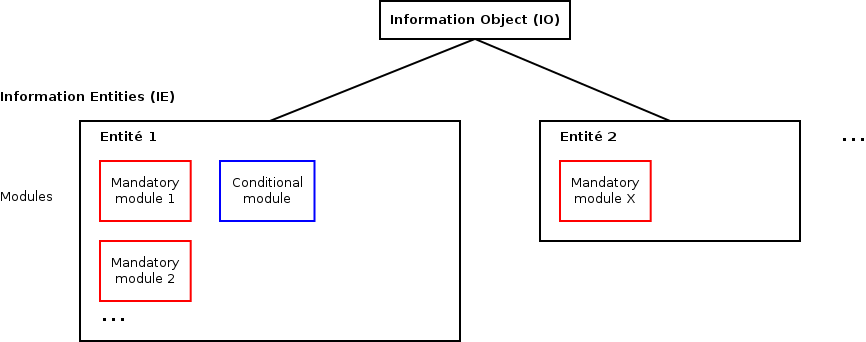 Information Object (IO)
Information Entities (IE)
Entité 1
Entité 2
...
Modules
Mandatory
module 1
Conditional
module
Mandatory
module X
Mandatory
module 2
...